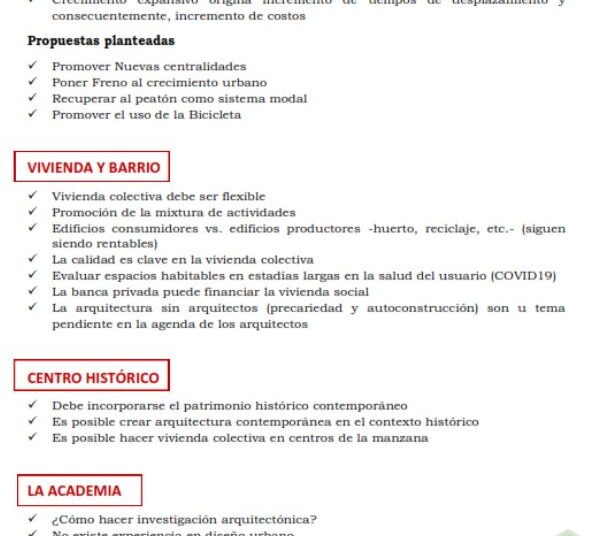 Crecimiento expansivo origina incremento de tiempos de desplazamiento y
consecuentemente, incremento de costos
Propuestas planteadas
✓ Promover Nuevas centralidades
✓ Poner Freno al crecimiento urbano
✓ Recuperar al peatón como sistema modal
✓ Promover el uso de la Bicicleta
VIVIENDA Y BARRIO
✓ Vivienda colectiva debe ser flexible
✓ Promoción de la mixtura de actividades
✓ Edificios consumidores vs. edificios productores -huerto, reciclaje, etc.- (siguen
siendo rentables)
✓ La calidad es clave en la vivienda colectiva
✓ Evaluar espacios habitables en estadías largas en la salud del usuario (COVID19)
✓ La banca privada puede financiar la vivienda social
✓ La arquitectura sin arquitectos (precariedad y autoconstrucción) son u tema
pendiente en la agenda de los arquitectos
CENTRO HISTÓRICO
✓ Debe incorporarse el patrimonio histórico contemporáneo
✓ Es posible crear arquitectura contemporánea en el contexto histórico
✓ Es posible hacer vivienda colectiva en centros de la manzana
LA ACADEMIA
✓ ¿Cómo hacer investigación arquitectónica?
✓ No existe experiencia en diseño urbano